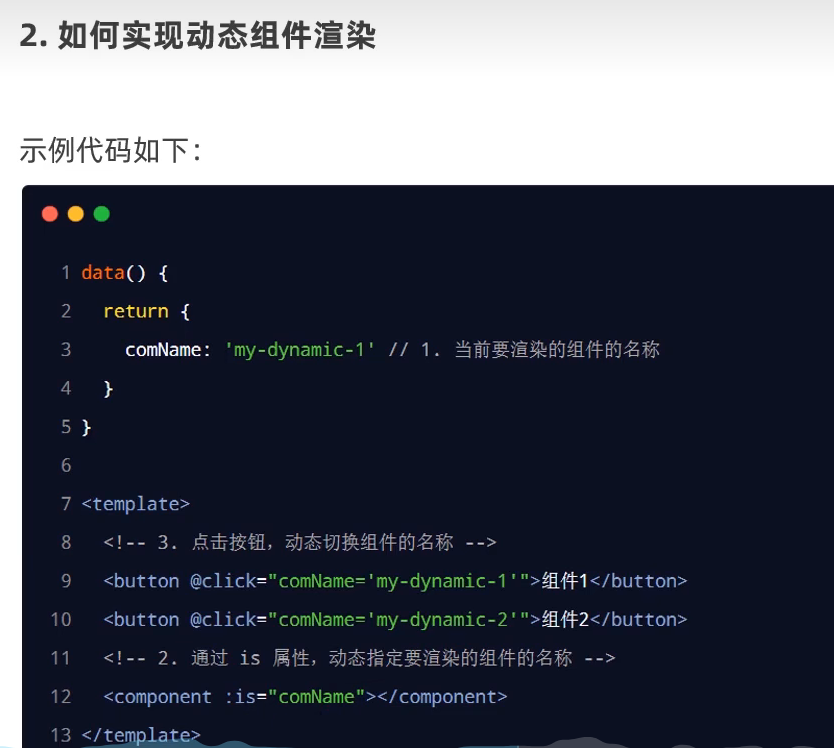 2. 如何实现动态组件渲染
示例代码如下：
1 data() {
2   return {
3     comName: 'my-dynamic-1' // 1. 当前要渲染的组件的名称
4   }
5 }
6
7 <template>
8   <!-- 3. 点击按钮，动态切换组件的名称 -->
9   <button @click="comName='my-dynamic-1'">组件1</button>
10   <button @click="comName='my-dynamic-2'">组件2</button>
11   <!-- 2. 通过 is 属性，动态指定要渲染的组件的名称 -->
12   <component :is="comName"></component>
13 </template>